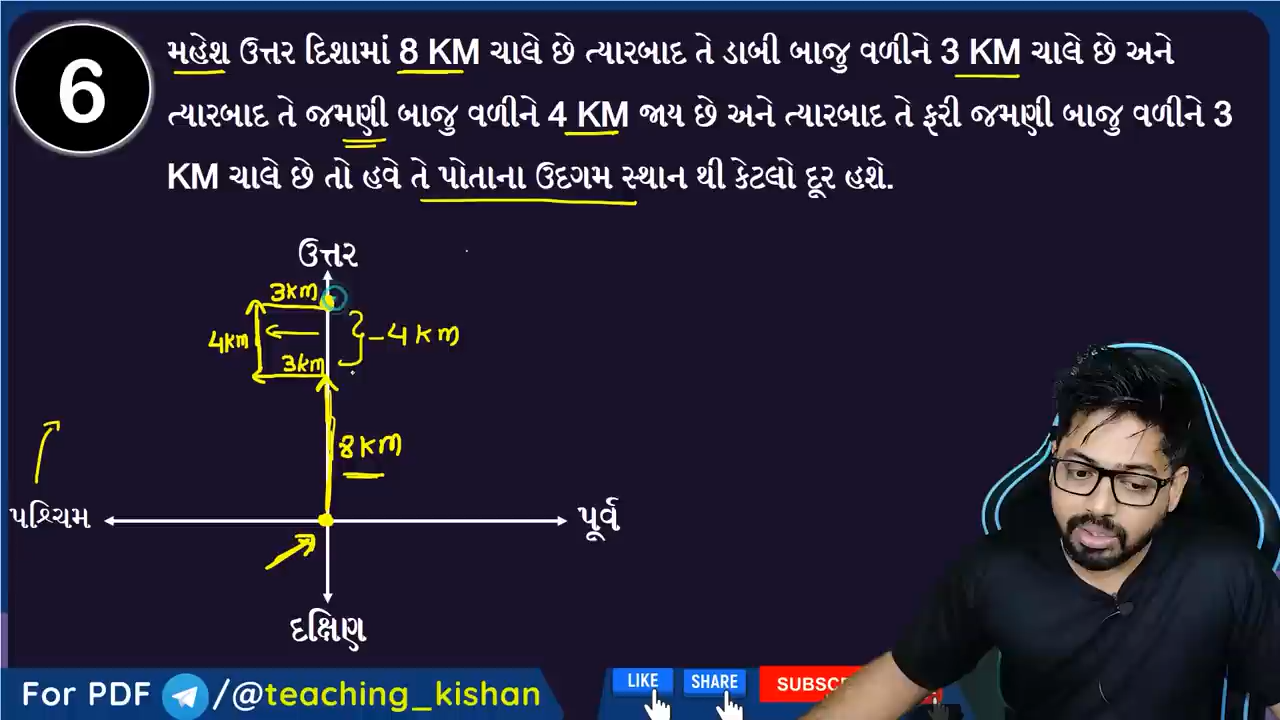 6
મહેશ ઉત્તર દિશામાં 8 KM ચાલે છે ત્યારબાદ તે ડાબી બાજુ વળીને 3 KM ચાલે છે અને
ત્યારબાદ તે જમણી બાજુ વળીને 4 KM જાય છે અને ત્યારબાદ તે ફરી જમણી બાજુ વળીને 3
KM ચાલે છે તો હવે તે પોતાના ઉદગમ સ્થાન થી કેટલો દૂર હશે.
ઉત્તર
3km
4km
-4km
3km
8km
પશ્ચિમ
પૂર્વ
દક્ષિણ
For PDF /@teaching_kishan
LIKE
SHARE